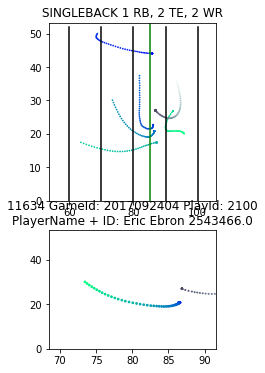 SINGLEBACK 1 RB, 2 TE, 2 WR
50
40
30
20
10
0
60 80 100
11634 GameId: 2017092404 PlayId: 2100
PlayerName + ID: Eric Ebron 2543466.0
40
20
0
70 75 80 85 90